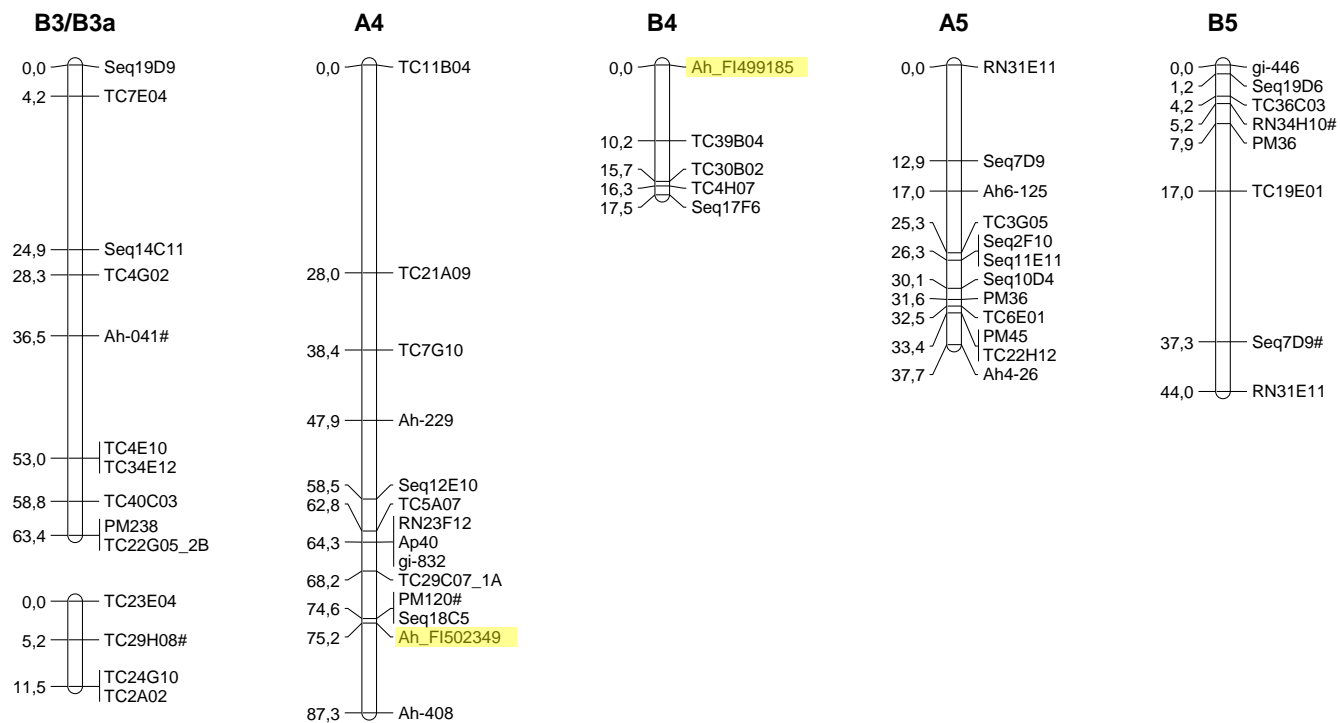 B3/B3a
0,0 Seq19D9
4,2 TC7E04
24,9 Seq14C11
28,3 TC4G02
36,5 Ah-041#
53,0 TC4E10
TC34E12
58,8 TC40C03
63,4 PM238
TC22G05_2B
0,0 TC23E04
5,2 TC29H08#
11,5 TC24G10
TC2A02
A4
0,0 TC11B04
28,0 TC21A09
38,4 TC7G10
47,9 Ah-229
58,5 Seq12E10
62,8 TC5A07
RN23F12
64,3 Ap40
gi-832
68,2 TC29C07_1A
74,6 PM120#
Seq18C5
75,2 Ah_FI502349
87,3 Ah-408
B4
0,0 Ah_FI499185
10,2 TC39B04
15,7 TC30B02
16,3 TC4H07
17,5 Seq17F6
A5
0,0 RN31E11
12,9 Seq7D9
17,0 Ah6-125
25,3 TC3G05
26,3 Seq2F10
Seq11E11
30,1 Seq10D4
31,6 PM36
32,5 TC6E01
33,4 PM45
TC22H12
37,7 Ah4-26
B5
0,0 gi-446
1,2 Seq19D6
4,2 TC36C03
5,2 RN34H10#
7,9 PM36
17,0 TC19E01
37,3 Seq7D9#
44,0 RN31E11